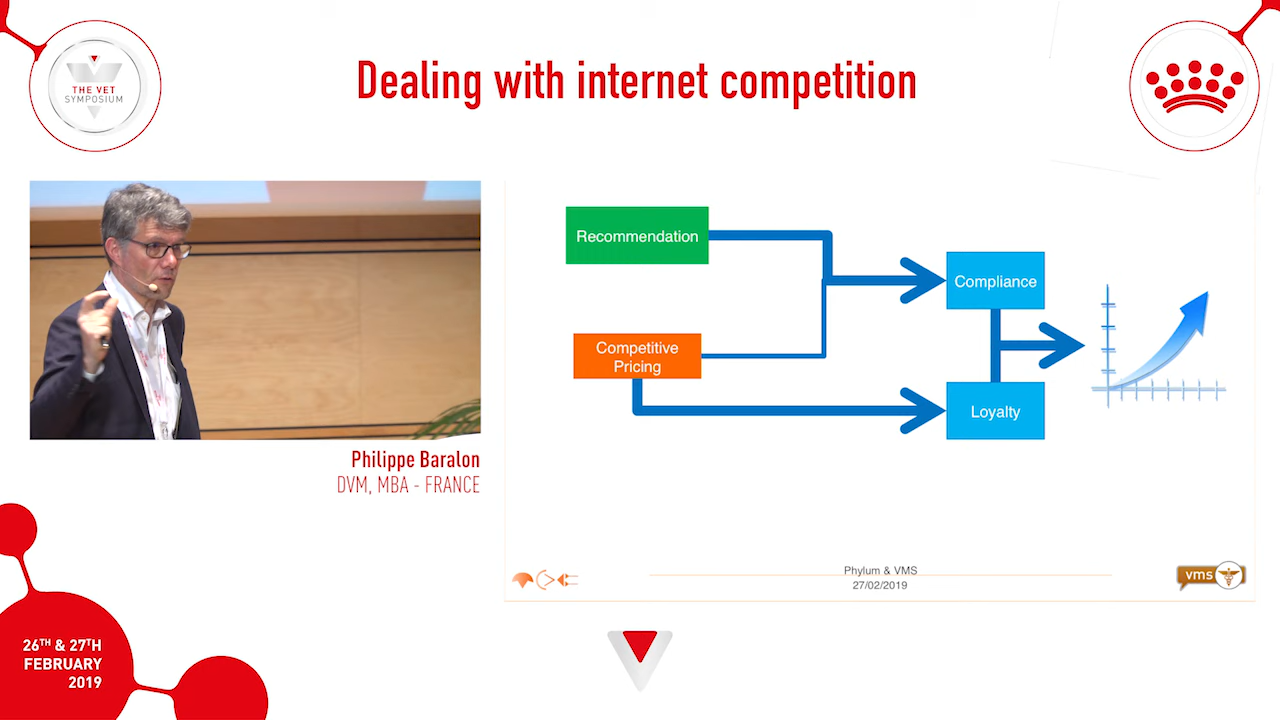 THE VET
SYMPOSIUM
Dealing with internet competition
Recommendation
Competitive
Pricing
Compliance
Loyalty
Philippe Baralon
DVM, MBA - FRANCE
Phylum & VMS
27/02/2019
vms
26TH & 27TH
FEBRUARY
2019